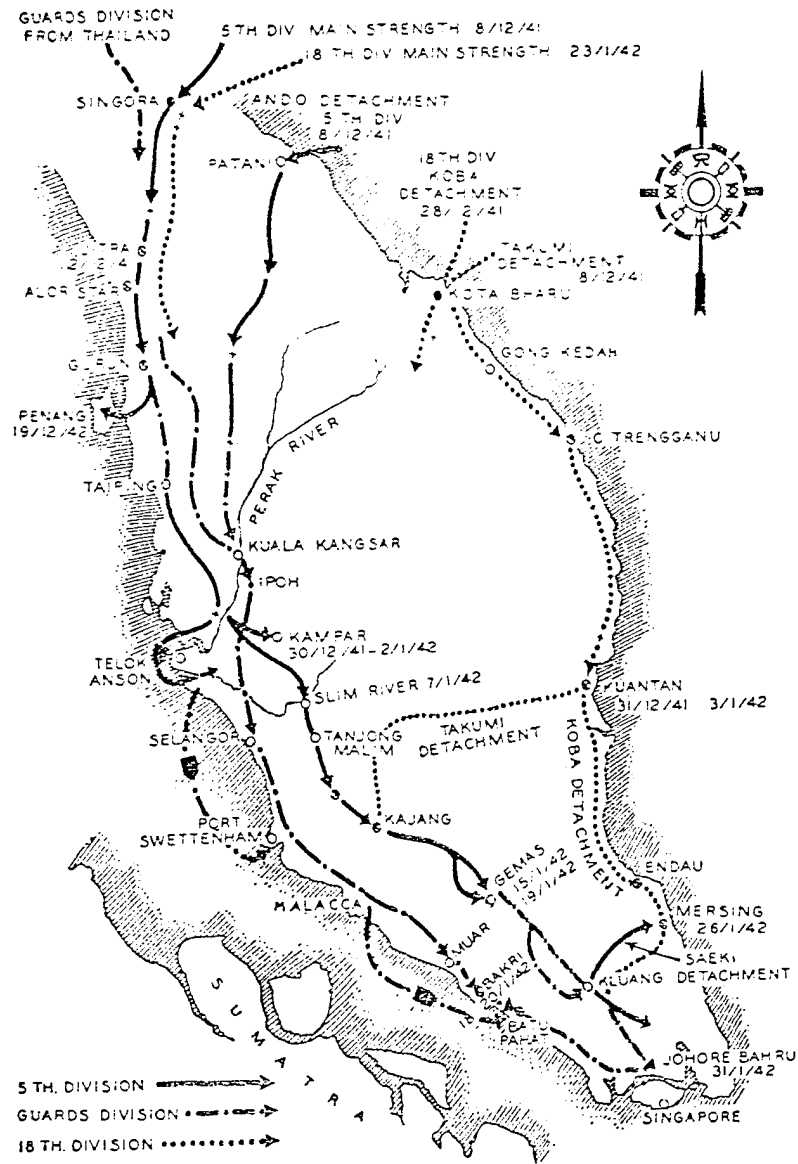 GUARDS DIVISION
FROM THAILAND
5TH DIV. MAIN STRENGTH 8/12/41
18 TH DIV MAIN STRENGTH 23/1/42
SINGORA
ANDO DETACHMENT
5 TH DIV
8/12/41
PATANI
18TH DIV
KOBA
DETACHMENT
28/12/41
TAKUMI
DETACHMENT
8/12/41
KOTA BHARU
ALOR STAR
GONG KEDAH
PENANG
19/12/42
TRENGGANU
PERAK RIVER
KUALA KANGSAR
IPOH
KAMPAR
30/12/41-2/1/42
TELOK
ANSON
SLIM RIVER 7/1/42
KUANTAN
31/12/41 3/1/42
TAKUMI
DETACHMENT
KOBA DETACHMENT
SELANGOR
TANJONG
MALIM
PORT
SWETTENHAM
KAJANG
GEMAS
15/1/42
19/1/42
ENDAU
MERSING
26/1/42
MALACCA
MUAR
SAEKI
DETACHMENT
KLUANG
BATU
PAHAT
JOHORE BAHRU
31/1/42
SINGAPORE
SUMATRA
5 TH. DIVISION
GUARDS DIVISION
18 TH. DIVISION